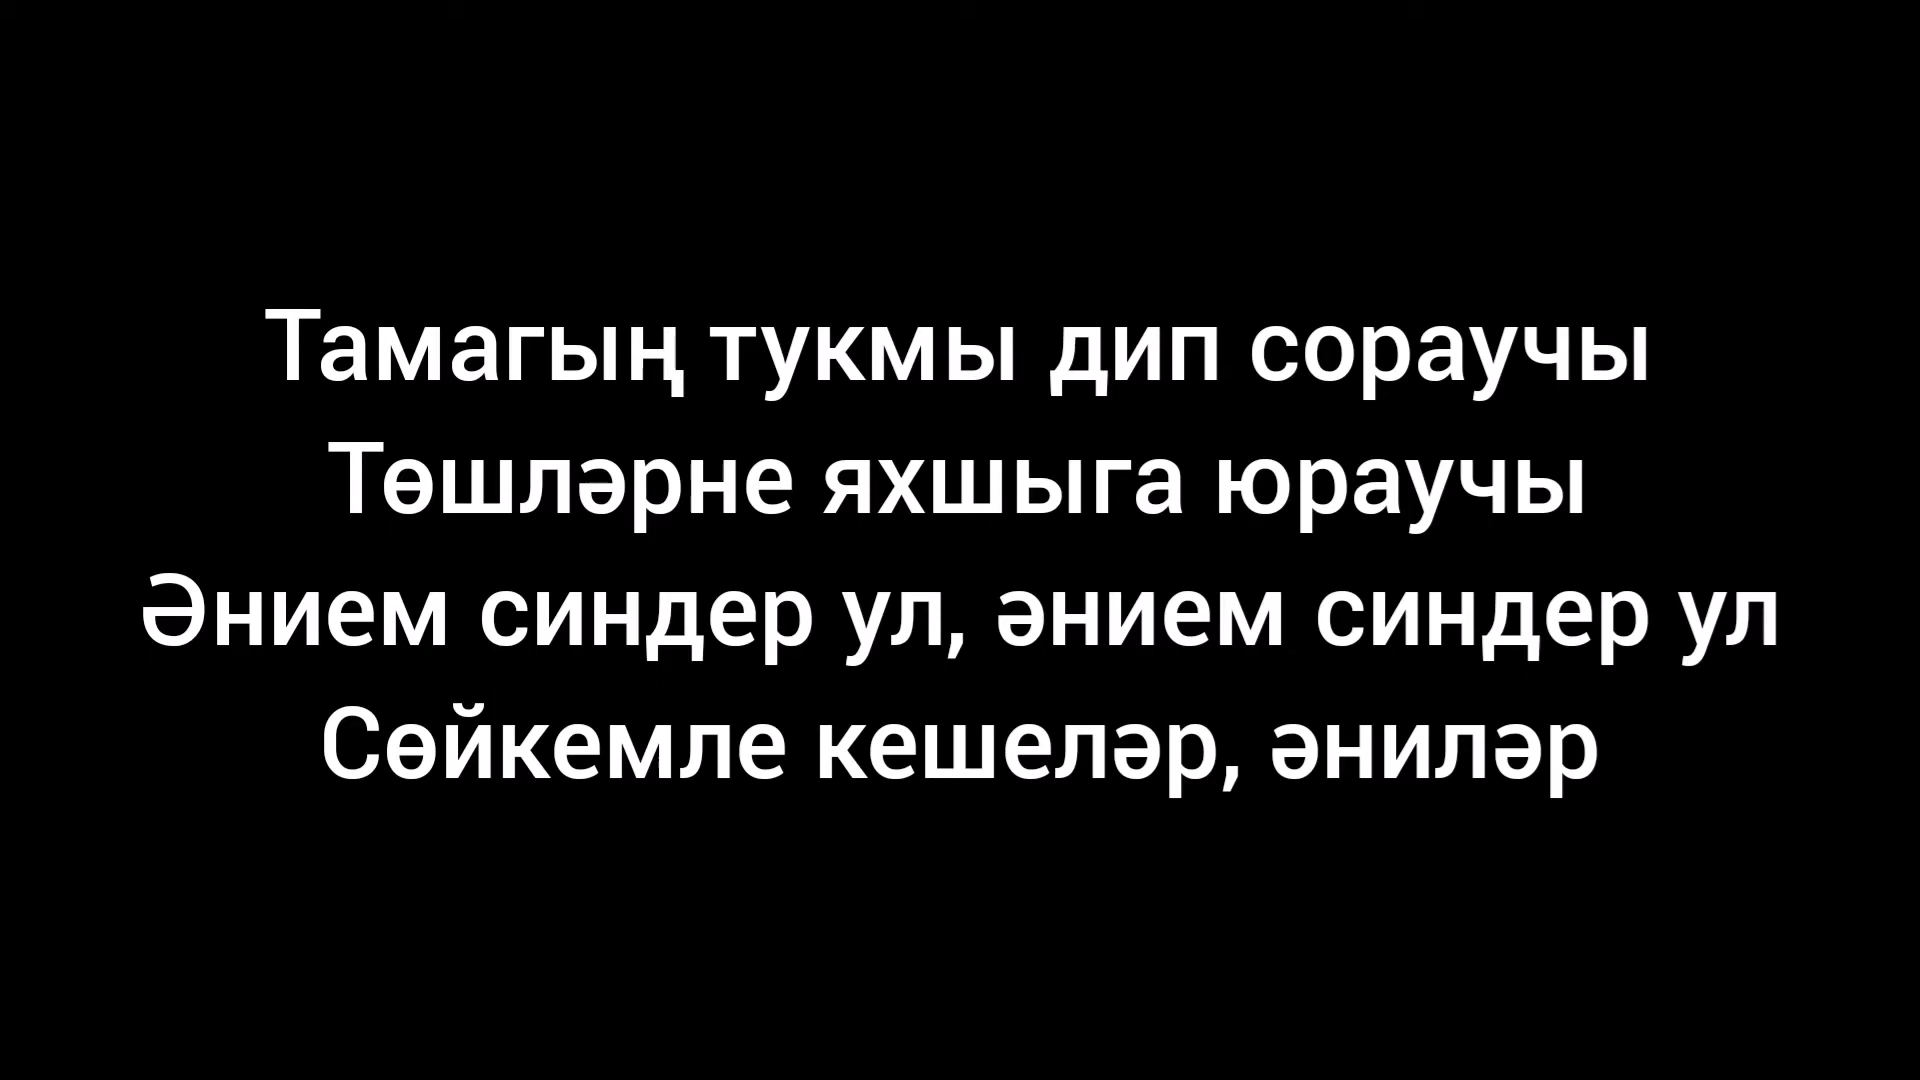 Тамагың тукмы дип сораучы
Төшләрне яхшыга юраучы
Әнием синдер ул, әнием синдер ул
Сөйкемле кешеләр, әниләр